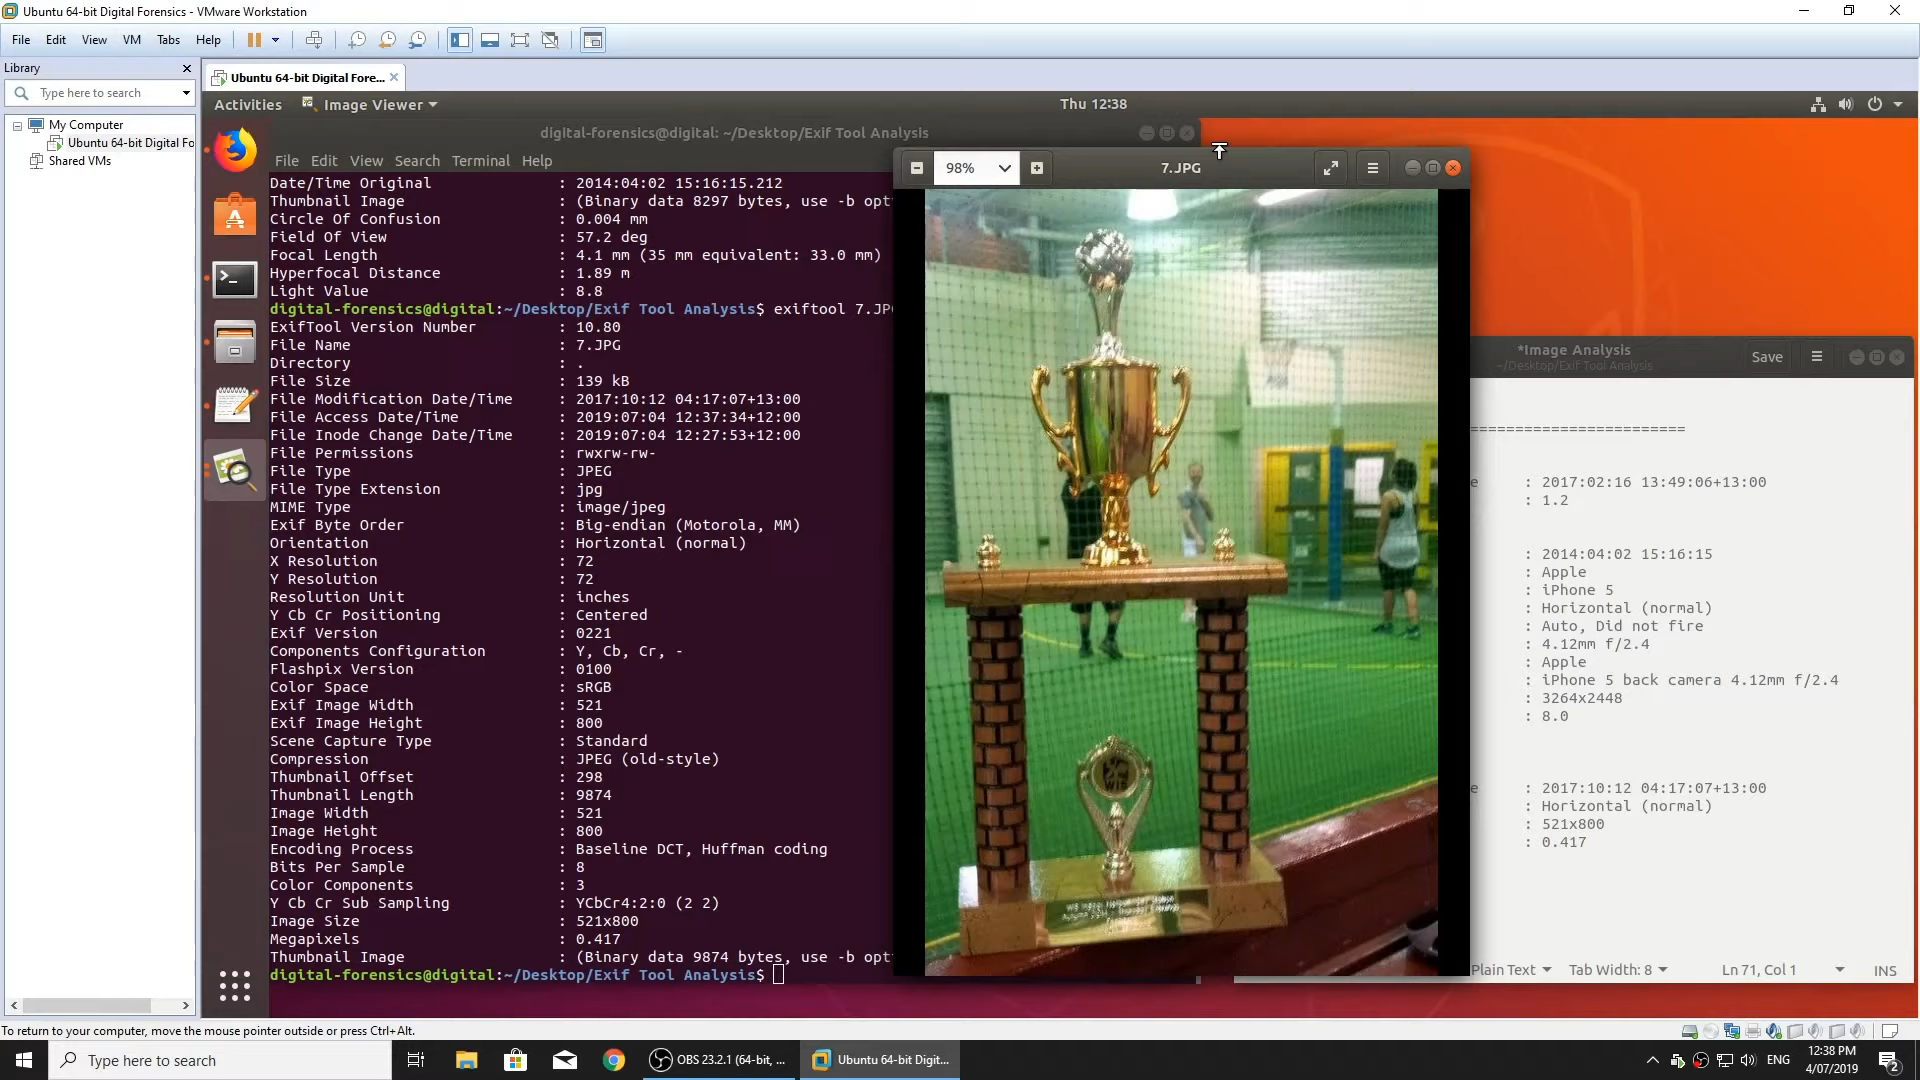 Ubuntu 64-bit Digital Forensics - VMware Workstation
File Edit View VM Tabs Help
Library
Type here to search
My Computer
Ubuntu 64-bit Digital Fo
Shared VMs
Ubuntu 64-bit Digital Fore...
Activities Image Viewer Thu 12:38
digital-forensics@digital: ~/Desktop/Exif Tool Analysis
File Edit View Search Terminal Help
Date/Time Original : 2014:04:02 15:16:15.212
Thumbnail Image : (Binary data 8297 bytes, use -b opt
Circle Of Confusion : 0.004 mm
Field Of View : 57.2 deg
Focal Length : 4.1 mm (35 mm equivalent: 33.0 mm)
Hyperfocal Distance : 1.89 m
Light Value : 8.8
digital-forensics@digital:~/Desktop/Exif Tool Analysis$ exiftool 7.JPG
ExifTool Version Number : 10.80
File Name : 7.JPG
Directory : .
File Size : 139 kB
File Modification Date/Time : 2017:10:12 04:17:07+13:00
File Access Date/Time : 2019:07:04 12:37:34+12:00
File Inode Change Date/Time : 2019:07:04 12:27:53+12:00
File Permissions : rwxrw-rw-
File Type : JPEG
File Type Extension : jpg
MIME Type : image/jpeg
Exif Byte Order : Big-endian (Motorola, MM)
Orientation : Horizontal (normal)
X Resolution : 72
Y Resolution : 72
Resolution Unit : inches
Y Cb Cr Positioning : Centered
Exif Version : 0221
Components Configuration : Y, Cb, Cr, -
Flashpix Version : 0100
Color Space : sRGB
Exif Image Width : 521
Exif Image Height : 800
Scene Capture Type : Standard
Compression : JPEG (old-style)
Thumbnail Offset : 298
Thumbnail Length : 9874
Image Width : 521
Image Height : 800
Encoding Process : Baseline DCT, Huffman coding
Bits Per Sample : 8
Color Components : 3
Y Cb Cr Sub Sampling : YCbCr4:2:0 (2 2)
Image Size : 521x800
Megapixels : 0.417
Thumbnail Image : (Binary data 9874 bytes, use -b opt
digital-forensics@digital:~/Desktop/Exif Tool Analysis$
98% 7.JPG
*Image Analysis
~/Desktop/Exif Tool Analysis
Save
========================
e : 2017:02:16 13:49:06+13:00
: 1.2
: 2014:04:02 15:16:15
: Apple
: iPhone 5
: Horizontal (normal)
: Auto, Did not fire
: 4.12mm f/2.4
: Apple
: iPhone 5 back camera 4.12mm f/2.4
: 3264x2448
: 8.0
e : 2017:10:12 04:17:07+13:00
: Horizontal (normal)
: 521x800
: 0.417
Plain Text Tab Width: 8 Ln 71, Col 1 INS
To return to your computer, move the mouse pointer outside or press Ctrl+Alt.
Type here to search
OBS 23.2.1 (64-bit, ...
Ubuntu 64-bit Digit...
ENG
12:38 PM
4/07/2019
2